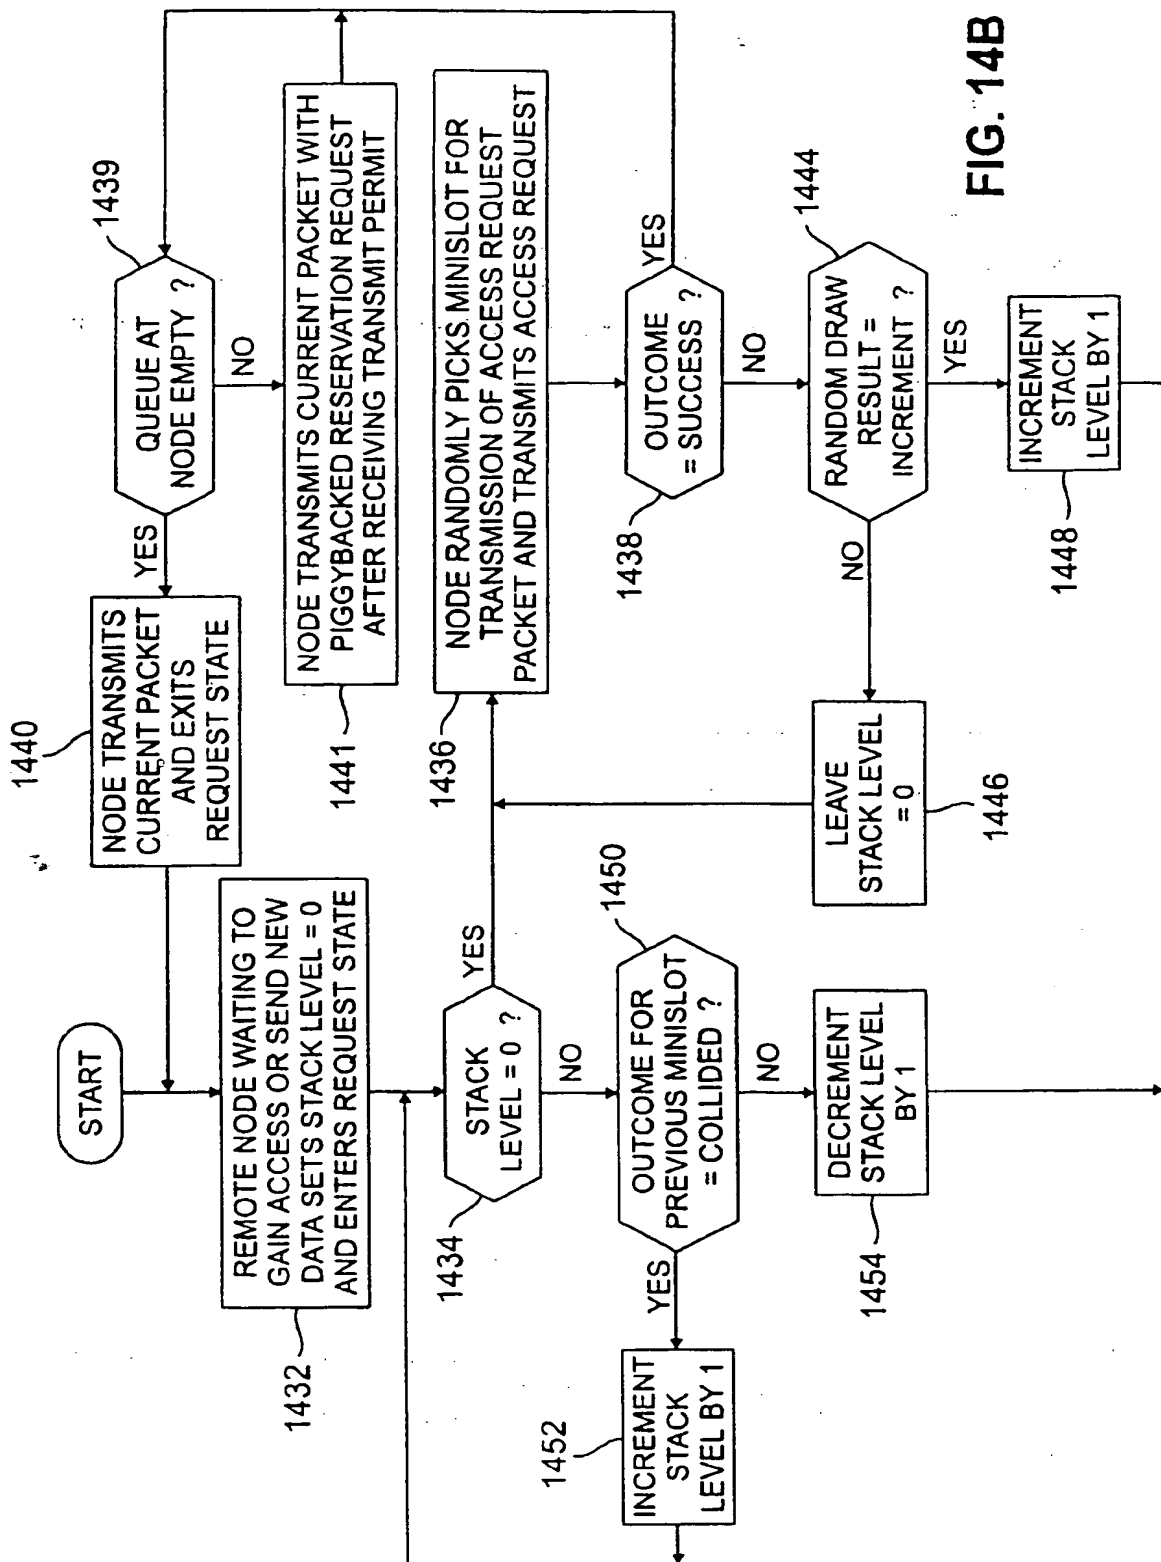 START
REMOTE NODE WAITING TO
GAIN ACCESS OR SEND NEW
DATA SETS STACK LEVEL = 0
AND ENTERS REQUEST STATE
1432
STACK
LEVEL = 0 ?
1434
YES
NO
OUTCOME FOR
PREVIOUS MINISLOT
= COLLIDED ?
1450
YES
NO
INCREMENT
STACK
LEVEL BY 1
1452
DECREMENT
STACK LEVEL
BY 1
1454
1440
NODE TRANSMITS
CURRENT PACKET
AND EXITS
REQUEST STATE
YES
QUEUE AT
NODE EMPTY ?
1439
NO
NODE TRANSMITS CURRENT PACKET WITH
PIGGYBACKED RESERVATION REQUEST
AFTER RECEIVING TRANSMIT PERMIT
1441
NODE RANDOMLY PICKS MINISLOT FOR
TRANSMISSION OF ACCESS REQUEST
PACKET AND TRANSMITS ACCESS REQUEST
1436
OUTCOME
= SUCCESS ?
1438
YES
NO
RANDOM DRAW
RESULT =
INCREMENT ?
1444
NO
YES
LEAVE
STACK LEVEL
= 0
1446
INCREMENT
STACK
LEVEL BY 1
1448
FIG. 14B